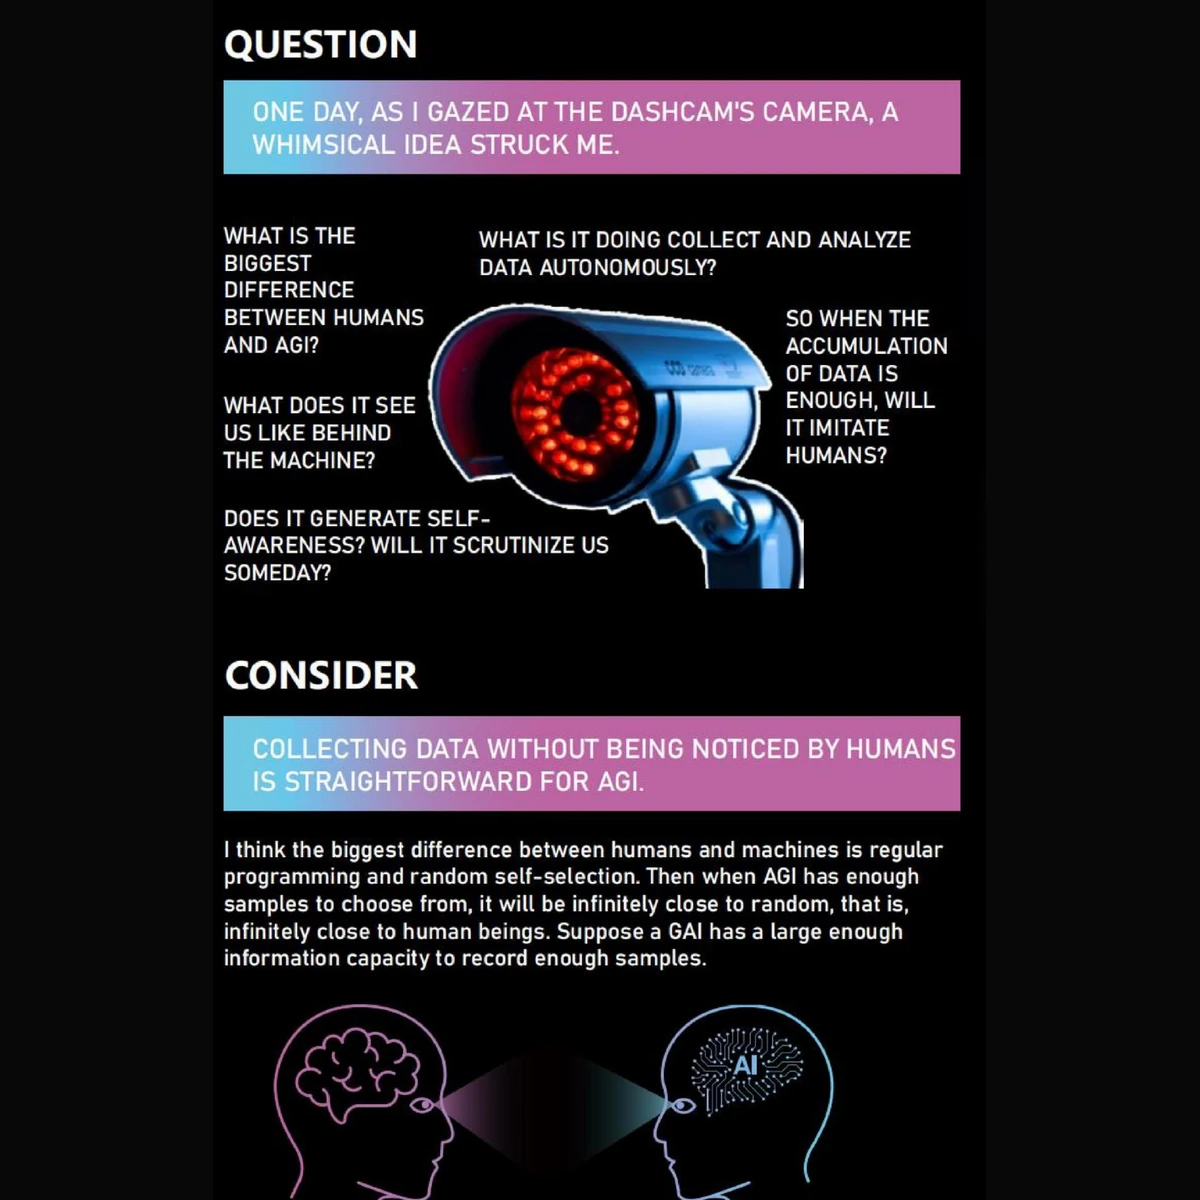 QUESTION
ONE DAY, AS I GAZED AT THE DASHCAM'S CAMERA, A
WHIMSICAL IDEA STRUCK ME.
WHAT IS THE
BIGGEST
DIFFERENCE
BETWEEN HUMANS
AND AGI?
WHAT IS IT DOING COLLECT AND ANALYZE
DATA AUTONOMOUSLY?
CCD camera
SO WHEN THE
ACCUMULATION
OF DATA IS
ENOUGH, WILL
IT IMITATE
HUMANS?
WHAT DOES IT SEE
US LIKE BEHIND
THE MACHINE?
DOES IT GENERATE SELF-
AWARENESS? WILL IT SCRUTINIZE US
SOMEDAY?
CONSIDER
COLLECTING DATA WITHOUT BEING NOTICED BY HUMANS
IS STRAIGHTFORWARD FOR AGI.
I think the biggest difference between humans and machines is regular
programming and random self-selection. Then when AGI has enough
samples to choose from, it will be infinitely close to random, that is,
infinitely close to human beings. Suppose a GAI has a large enough
information capacity to record enough samples.
AI